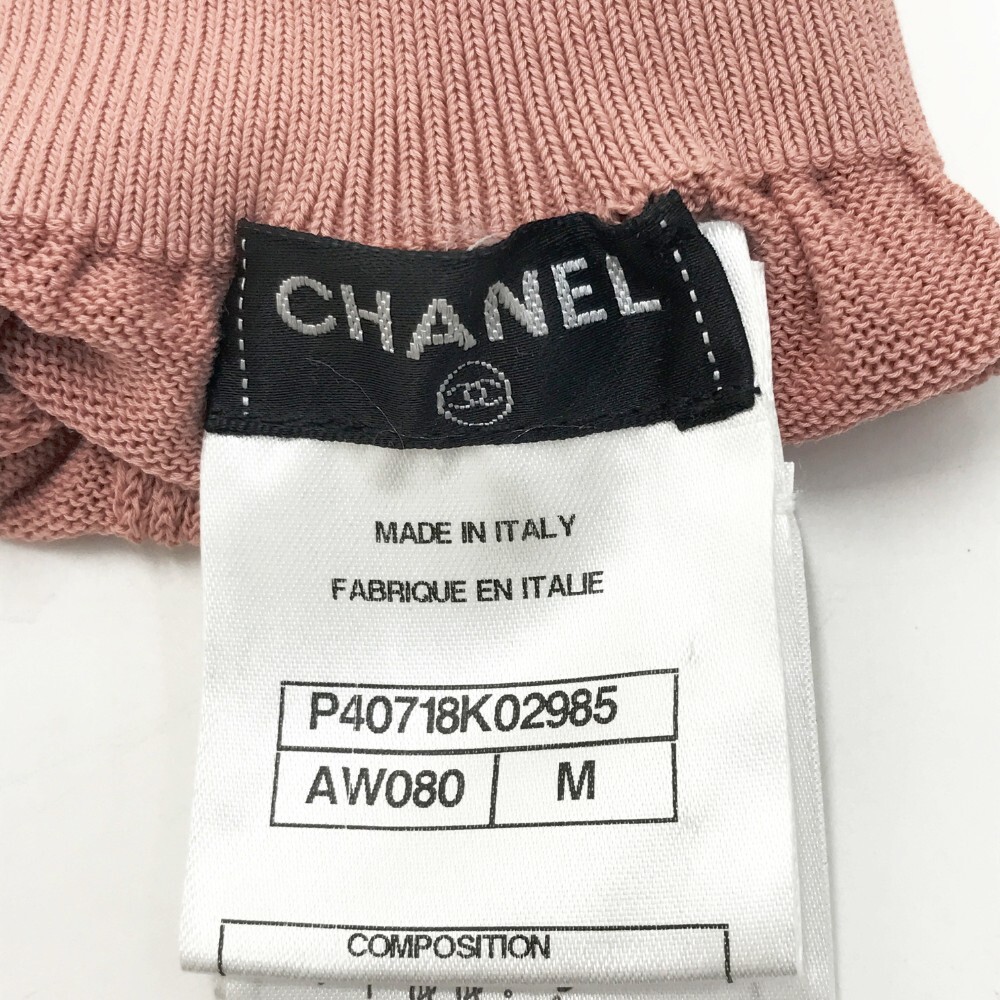 CHANEL
MADE IN ITALY
FABRIQUE EN ITALIE
P40718K02985
AW080 M
COMPOSITION